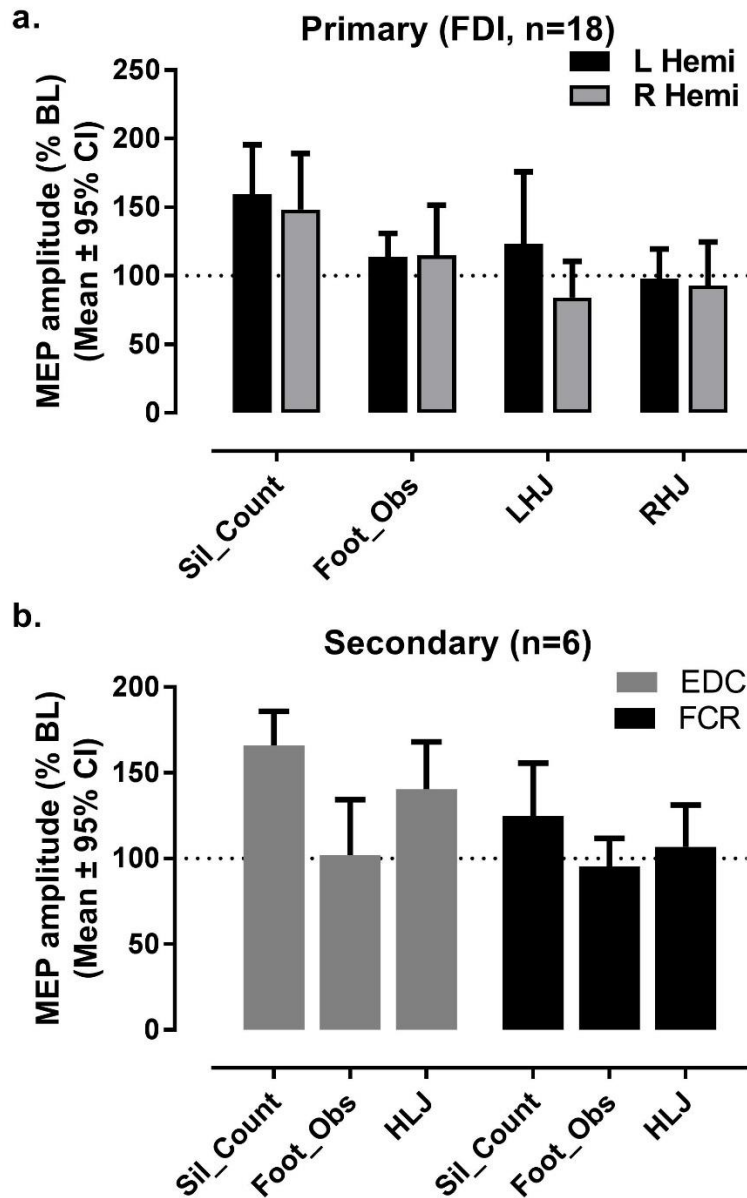 a.
Primary (FDI, n=18)
L Hemi
R Hemi
MEP amplitude (% BL)
(Mean ± 95% CI)
250
200
150
100
50
0
Sil_Count
Foot_Obs
LHJ
RHJ
b.
Secondary (n=6)
EDC
FCR
MEP amplitude (% BL)
(Mean ± 95% CI)
200
150
100
50
0
Sil_Count
Foot_Obs
HLJ
Sil_Count
Foot_Obs
HLJ